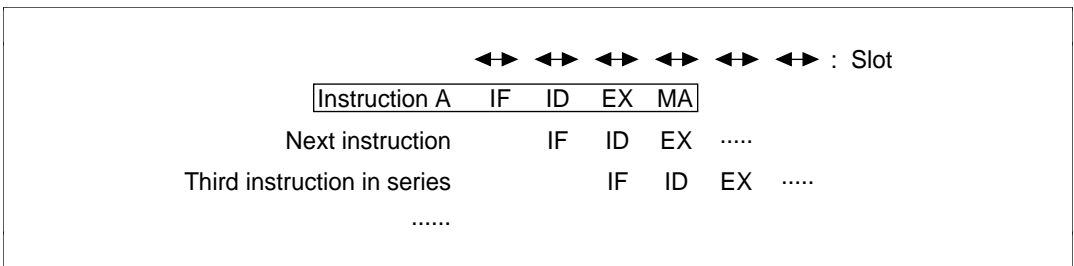 : Slot
Instruction A IF ID EX MA
Next instruction IF ID EX .....
Third instruction in series IF ID EX .....
......